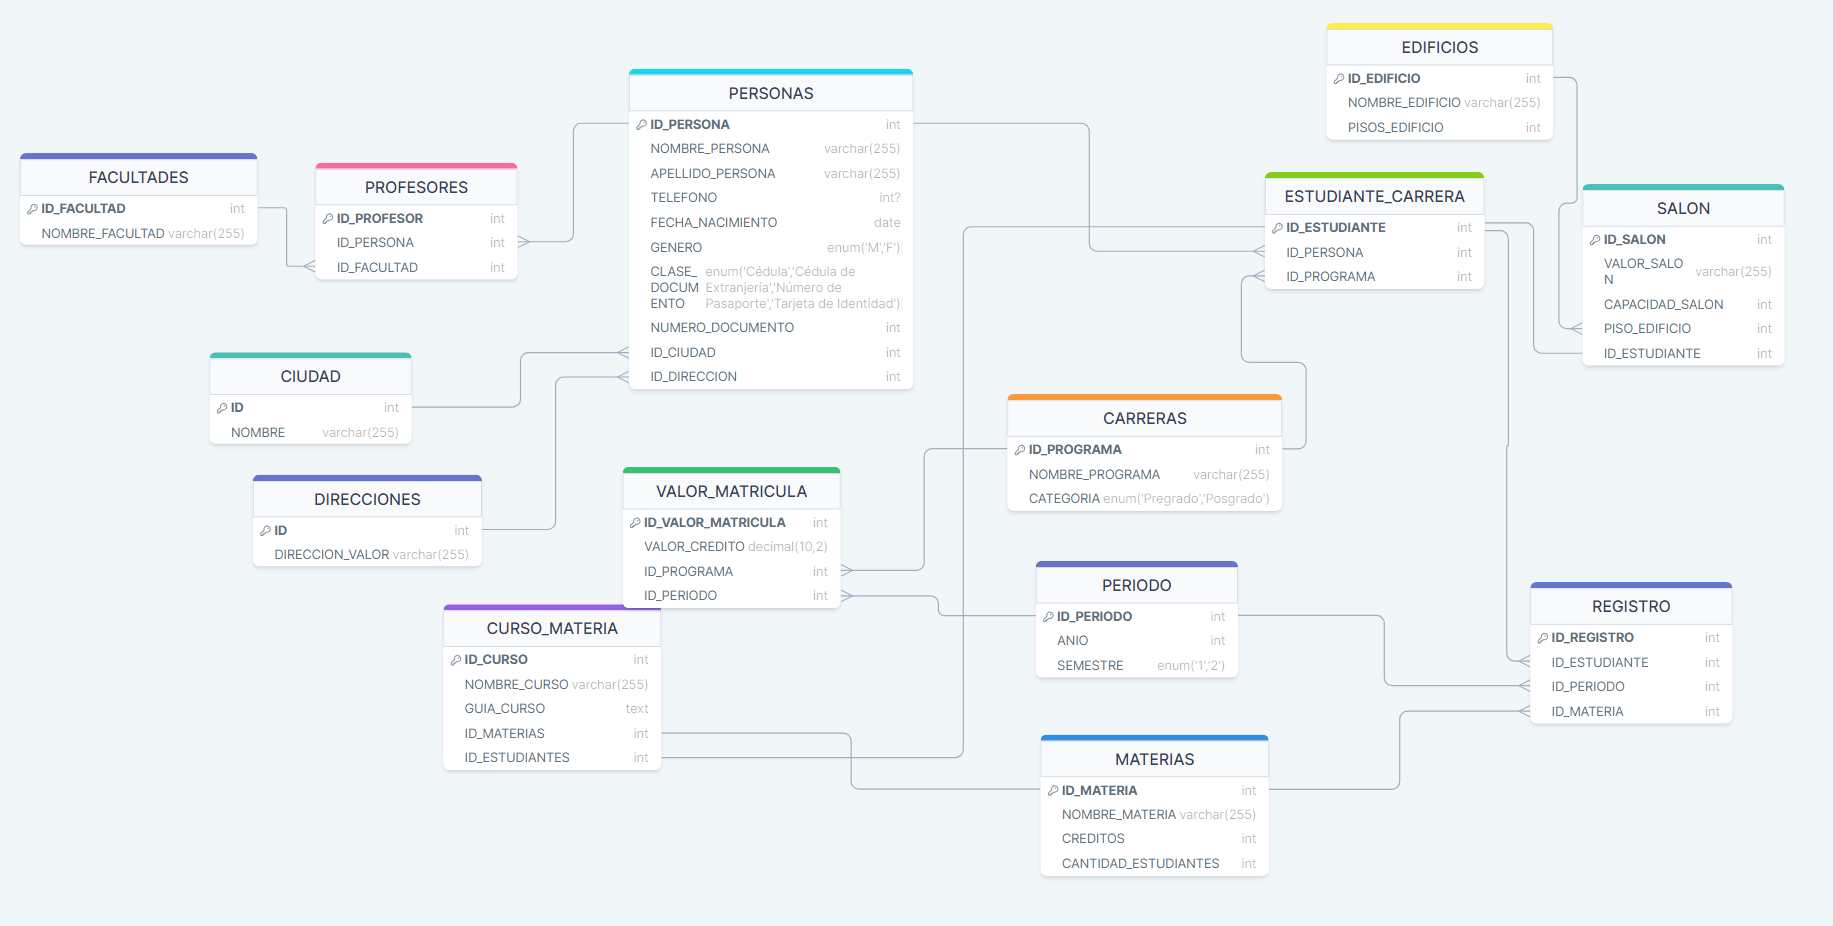 EDIFICIOS
ID_EDIFICIO int
NOMBRE_EDIFICIO varchar(255)
PISOS_EDIFICIO int
PERSONAS
ID_PERSONA int
NOMBRE_PERSONA varchar(255)
APELLIDO_PERSONA varchar(255)
TELEFONO int?
FECHA_NACIMIENTO date
GENERO enum('M','F')
CLASE_ enum('Cédula','Cédula de
DOCUM Extranjería','Número de
ENTO Pasaporte','Tarjeta de Identidad')
NUMERO_DOCUMENTO int
ID_CIUDAD int
ID_DIRECCION int
FACULTADES
ID_FACULTAD int
NOMBRE_FACULTAD varchar(255)
PROFESORES
ID_PROFESOR int
ID_PERSONA int
ID_FACULTAD int
ESTUDIANTE_CARRERA
ID_ESTUDIANTE int
ID_PERSONA int
ID_PROGRAMA int
SALON
ID_SALON int
VALOR_SALO varchar(255)
N
CAPACIDAD_SALON int
PISO_EDIFICIO int
ID_ESTUDIANTE int
CIUDAD
ID int
NOMBRE varchar(255)
CARRERAS
ID_PROGRAMA int
NOMBRE_PROGRAMA varchar(255)
CATEGORIA enum('Pregrado','Posgrado')
DIRECCIONES
ID int
DIRECCION_VALOR varchar(255)
VALOR_MATRICULA
ID_VALOR_MATRICULA int
VALOR_CREDITO decimal(10,2)
ID_PROGRAMA int
ID_PERIODO int
PERIODO
ID_PERIODO int
ANIO int
SEMESTRE enum('1','2')
REGISTRO
ID_REGISTRO int
ID_ESTUDIANTE int
ID_PERIODO int
ID_MATERIA int
CURSO_MATERIA
ID_CURSO int
NOMBRE_CURSO varchar(255)
GUIA_CURSO text
ID_MATERIAS int
ID_ESTUDIANTES int
MATERIAS
ID_MATERIA int
NOMBRE_MATERIA varchar(255)
CREDITOS int
CANTIDAD_ESTUDIANTES int